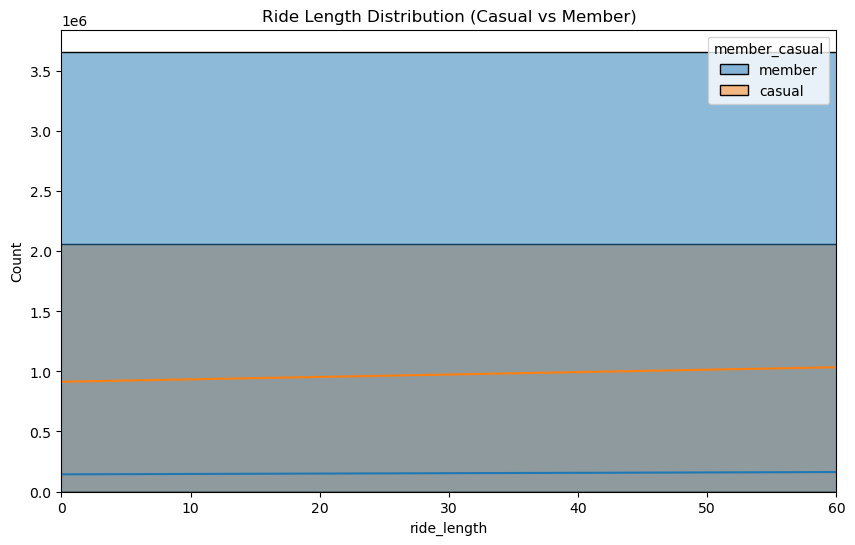 Ride Length Distribution (Casual vs Member)
1e6
member_casual
member
casual
3.5
3.0
2.5
2.0
1.5
1.0
0.5
0.0
Count
0 10 20 30 40 50 60
ride_length